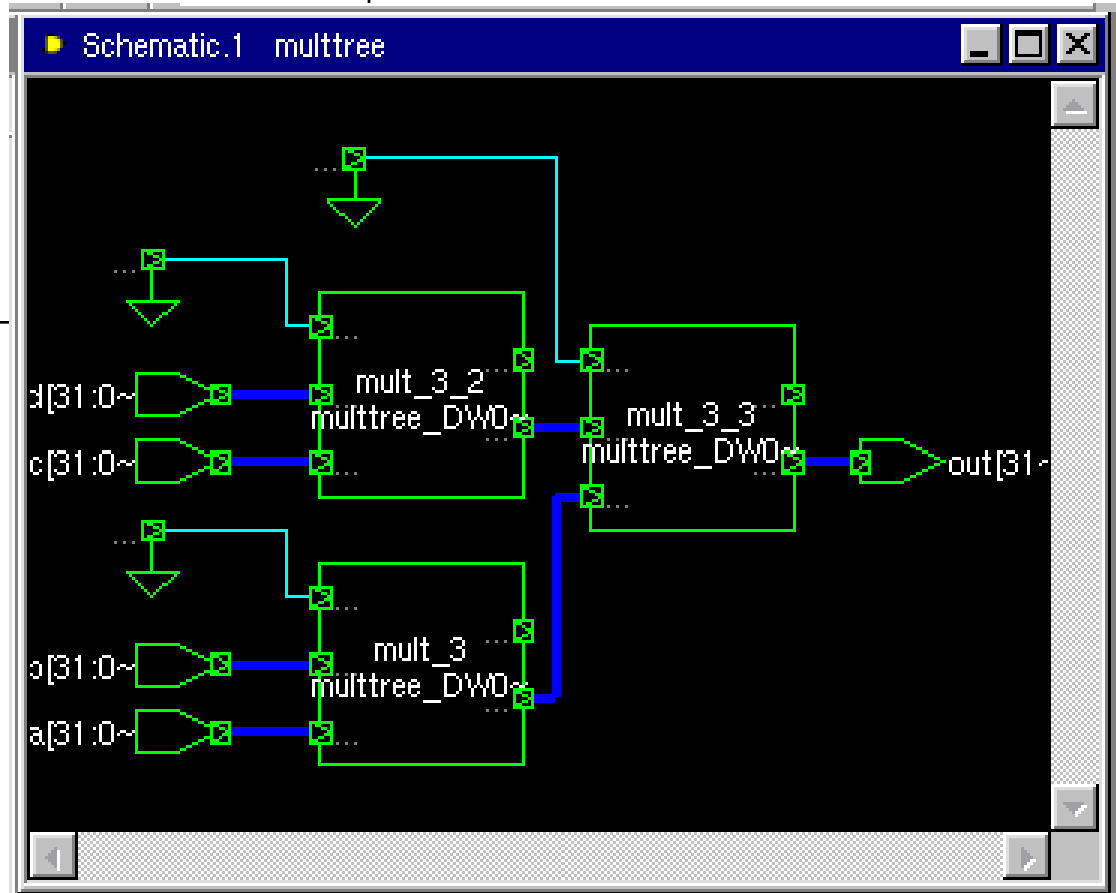 Schematic.1 multtree
d[31:0~
mult_3_2
multtree_DW0~
c[31:0~
mult_3_3
multtree_DW0~
out[31~
b[31:0~
mult_3
multtree_DW0~
a[31:0~